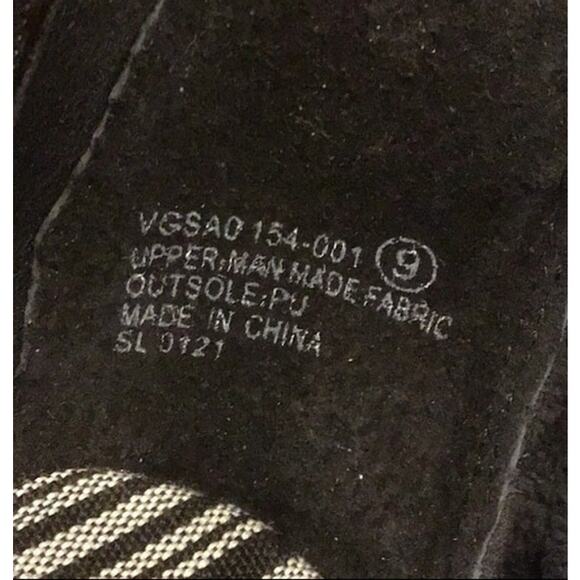 VGSA0154-001 9
UPPER:MAN MADE FABRIC
OUTSOLE:PU
MADE IN CHINA
SL 0121